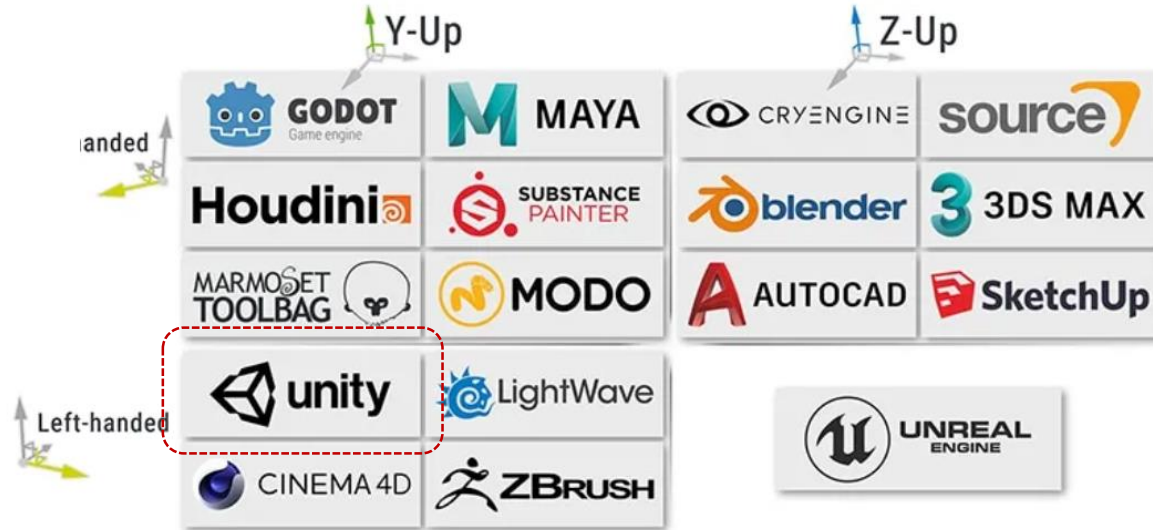 Y-Up
Z-Up
GODOT
Game engine
MAYA
CRYENGINE
source
anded
Houdini
SUBSTANCE
PAINTER
blender
3DS MAX
MARMOSET
TOOLBAG
MODO
AUTOCAD
SketchUp
unity
LightWave
Left-handed
UNREAL
ENGINE
CINEMA 4D
ZBRUSH